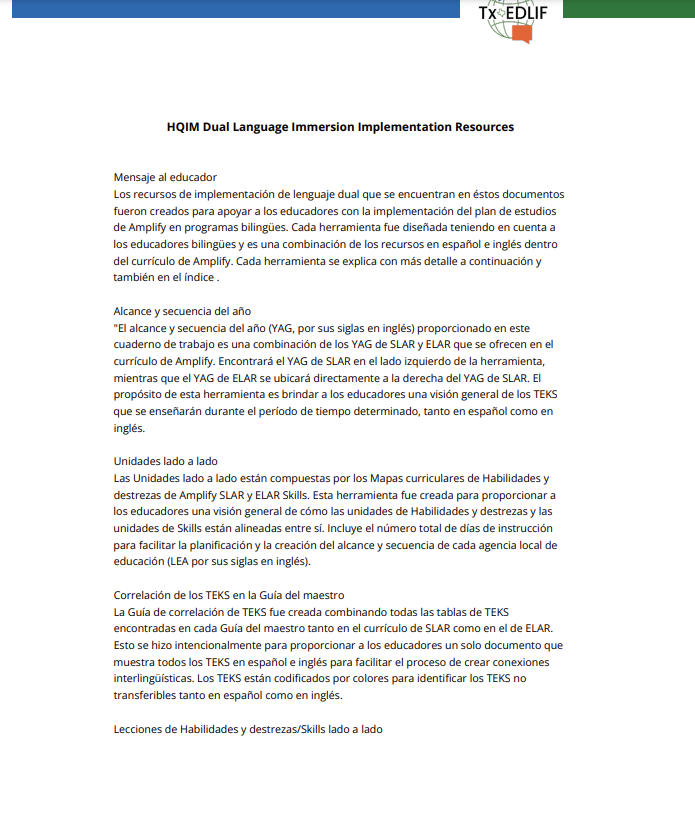 Tx EDLIF
HQIM Dual Language Immersion Implementation Resources
Mensaje al educador
Los recursos de implementación de lenguaje dual que se encuentran en éstos documentos
fueron creados para apoyar a los educadores con la implementación del plan de estudios
de Amplify en programas bilingües. Cada herramienta fue diseñada teniendo en cuenta a
los educadores bilingües y es una combinación de los recursos en español e inglés dentro
del currículo de Amplify. Cada herramienta se explica con más detalle a continuación y
también en el índice .
Alcance y secuencia del año
"El alcance y secuencia del año (YAG, por sus siglas en inglés) proporcionado en este
cuaderno de trabajo es una combinación de los YAG de SLAR y ELAR que se ofrecen en el
currículo de Amplify. Encontrará el YAG de SLAR en el lado izquierdo de la herramienta,
mientras que el YAG de ELAR se ubicará directamente a la derecha del YAG de SLAR. El
propósito de esta herramienta es brindar a los educadores una visión general de los TEKS
que se enseñarán durante el período de tiempo determinado, tanto en español como en
inglés.
Unidades lado a lado
Las Unidades lado a lado están compuestas por los Mapas curriculares de Habilidades y
destrezas de Amplify SLAR y ELAR Skills. Esta herramienta fue creada para proporcionar a
los educadores una visión general de cómo las unidades de Habilidades y destrezas y las
unidades de Skills están alineadas entre sí. Incluye el número total de días de instrucción
para facilitar la planificación y la creación del alcance y secuencia de cada agencia local de
educación (LEA por sus siglas en inglés).
Correlación de los TEKS en la Guía del maestro
La Guía de correlación de TEKS fue creada combinando todas las tablas de TEKS
encontradas en cada Guía del maestro tanto en el currículo de SLAR como en el de ELAR.
Esto se hizo intencionalmente para proporcionar a los educadores un solo documento que
muestra todos los TEKS en español e inglés para facilitar el proceso de crear conexiones
interlingüísticas. Los TEKS están codificados por colores para identificar los TEKS no
transferibles tanto en español como en inglés.
Lecciones de Habilidades y destrezas/Skills lado a lado